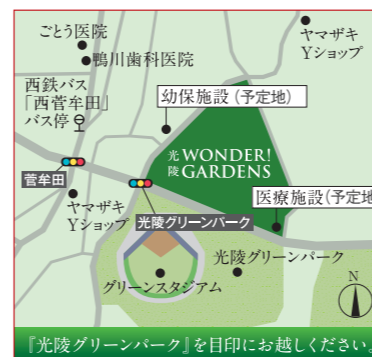 ごとう医院
鴨川歯科医院
ヤマザキ
Yショップ
西鉄バス
「西菅牟田」
バス停
幼保施設（予定地）
光陵 WONDER!
GARDENS
菅牟田
医療施設（予定地
ヤマザキ
Yショップ
光陵グリーンパーク
光陵グリーンパーク
グリーンスタジアム
N
『光陵グリーンパーク』を目印にお越しください。